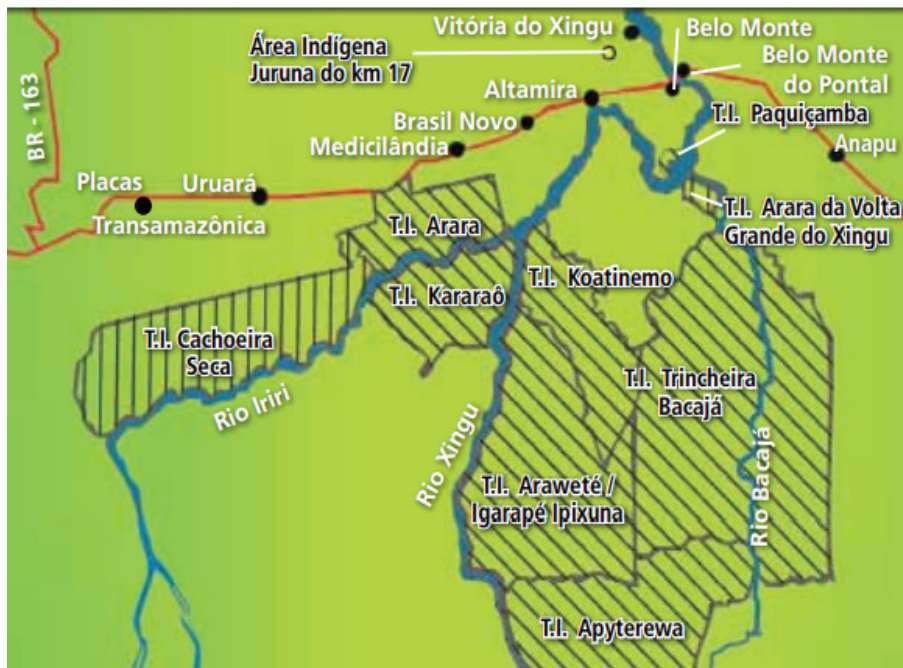 Vitória do Xingu
Belo Monte
Área Indígena
Juruna do km 17
Belo Monte
do Pontal
Altamira
T.I. Paquiçamba
BR - 163
Brasil Novo
Medicilândia
Anapu
Placas
Uruará
Transamazônica
T.I. Arara
T.I. Arara da Volta
Grande do Xingu
T.I. Koatinemo
T.I. Kararaô
T.I. Cachoeira
Seca
T.I. Trincheira
Bacajá
Rio Iriri
Rio Xingu
T.I. Araweté /
Igarapé Ipixuna
Rio Bacajá
T.I. Apyterewa